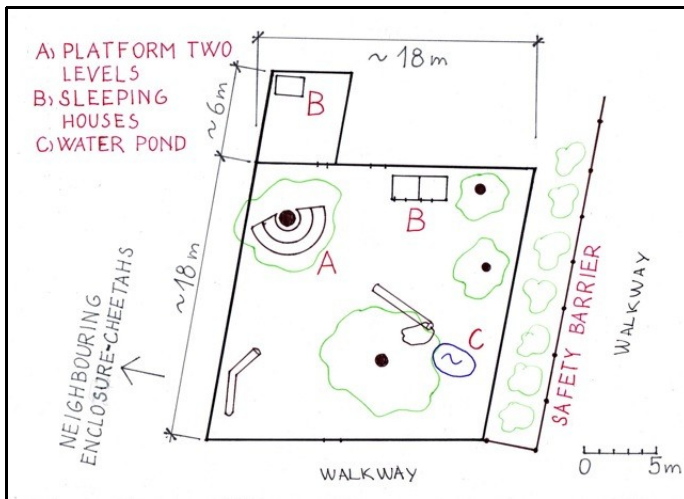 A) PLATFORM TWO
LEVELS
B) SLEEPING
HOUSES
C) WATER POND
~18m
~6m
B
B
A
~18m
C
~
NEIGHBOURING
ENCLOSURE-CHEETAHS
SAFETY BARRIER
WALKWAY
WALKWAY
0 5m